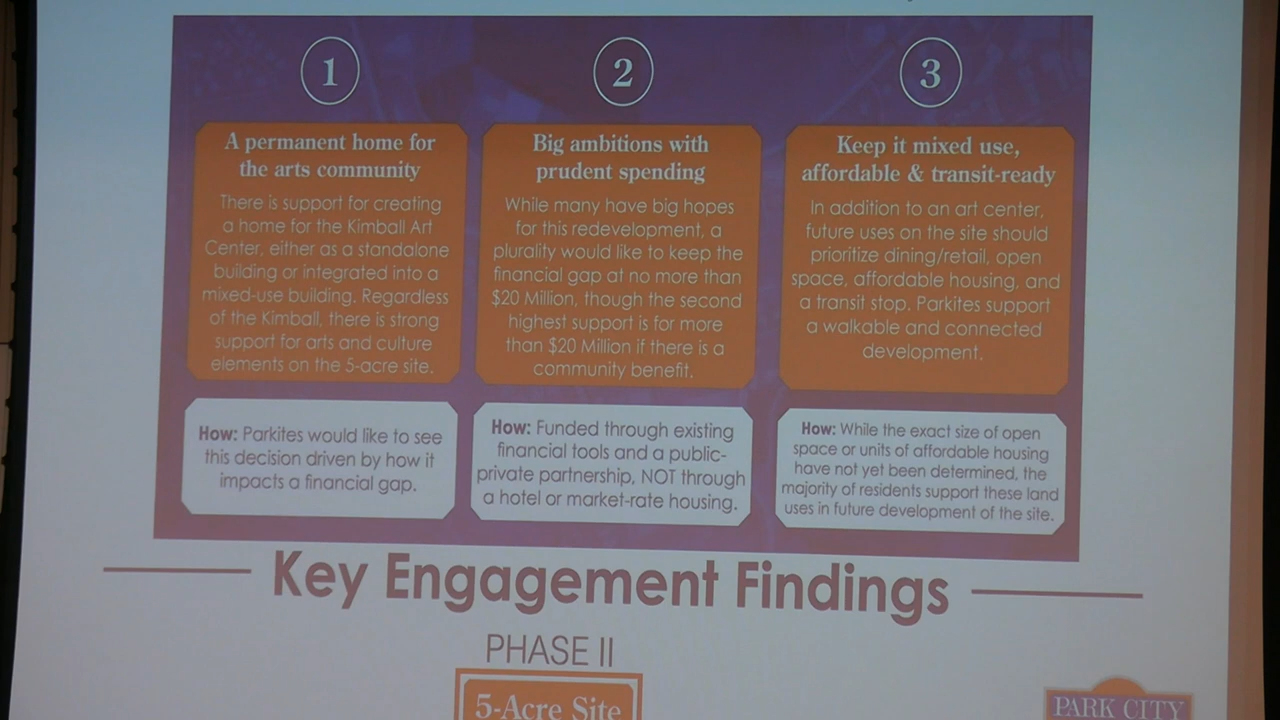 1
A permanent home for
the arts community
There is support for creating
a home for the Kimball Art
Center, either as a standalone
building or integrated into a
mixed-use building. Regardless
of the Kimball, there is strong
support for arts and culture
elements on the 5-acre site.
How: Parkites would like to see
this decision driven by how it
impacts a financial gap.
2
Big ambitions with
prudent spending
While many have big hopes
for this redevelopment, a
plurality would like to keep the
financial gap at no more than
$20 Million, though the second
highest support is for more
than $20 Million if there is a
community benefit.
How: Funded through existing
financial tools and a public-
private partnership, NOT through
a hotel or market-rate housing.
3
Keep it mixed use,
affordable & transit-ready
In addition to an art center,
future uses on the site should
prioritize dining/retail, open
space, affordable housing, and
a transit stop. Parkites support
a walkable and connected
development.
How: While the exact size of open
space or units of affordable housing
have not yet been determined, the
majority of residents support these land
uses in future development of the site.
Key Engagement Findings
PHASE II
5-Acre Site
PARK CITY